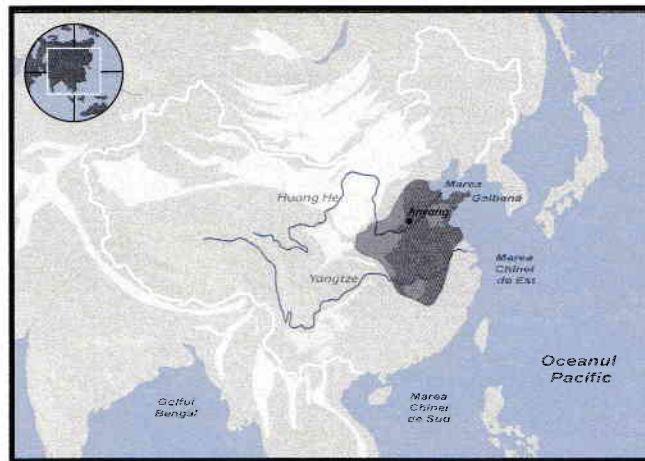 Huang He
Marea
Galbenă
Anyang
Yangtze
Marea
Chinei
de Est
Oceanul
Pacific
Golful
Bengal
Marea
Chinei
de Sud